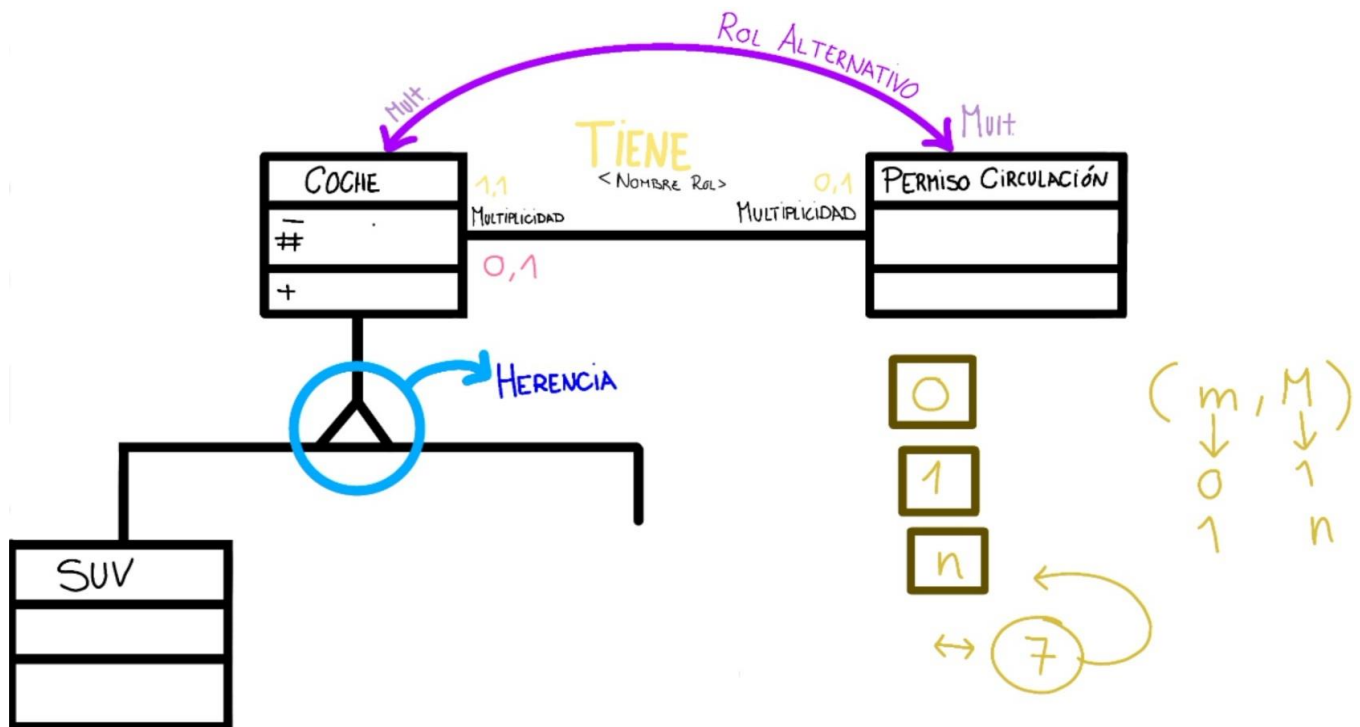 ROL ALTERNATIVO
Mult.
Mult.
TIENE
<NOMBRE ROL>
COCHE
1,1
0,1
PERMISO CIRCULACIÓN
MULTIPLICIDAD
MULTIPLICIDAD
-
#
0,1
+
HERENCIA
0
(m, M)
1
0 1
n
1 n
SUV
7